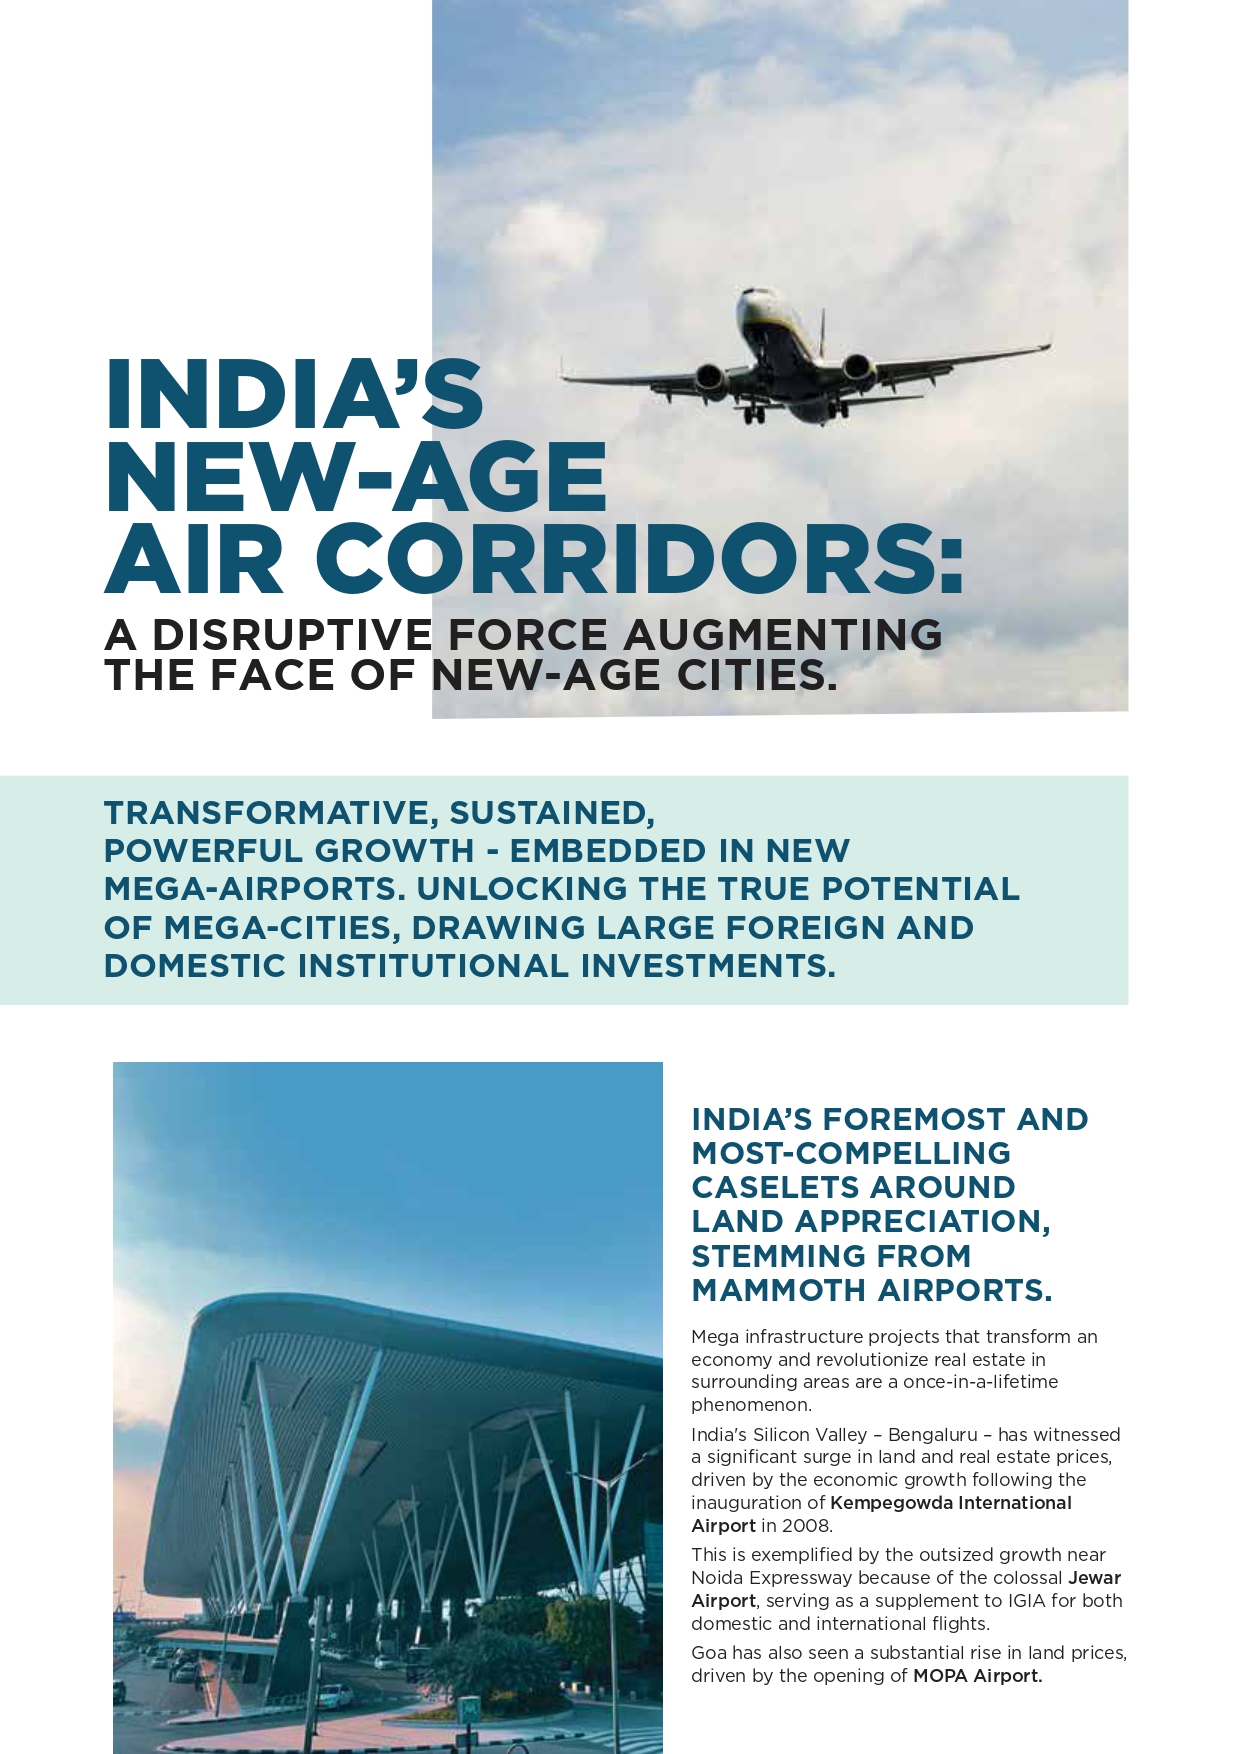 INDIA’S
NEW-AGE
AIR CORRIDORS:
A DISRUPTIVE FORCE AUGMENTING
THE FACE OF NEW-AGE CITIES.
TRANSFORMATIVE, SUSTAINED,
POWERFUL GROWTH - EMBEDDED IN NEW
MEGA-AIRPORTS. UNLOCKING THE TRUE POTENTIAL
OF MEGA-CITIES, DRAWING LARGE FOREIGN AND
DOMESTIC INSTITUTIONAL INVESTMENTS.
INDIA’S FOREMOST AND
MOST-COMPELLING
CASELETS AROUND
LAND APPRECIATION,
STEMMING FROM
MAMMOTH AIRPORTS.
Mega infrastructure projects that transform an
economy and revolutionize real estate in
surrounding areas are a once-in-a-lifetime
phenomenon.
India's Silicon Valley – Bengaluru – has witnessed
a significant surge in land and real estate prices,
driven by the economic growth following the
inauguration of Kempegowda International
Airport in 2008.
This is exemplified by the outsized growth near
Noida Expressway because of the colossal Jewar
Airport, serving as a supplement to IGIA for both
domestic and international flights.
Goa has also seen a substantial rise in land prices,
driven by the opening of MOPA Airport.